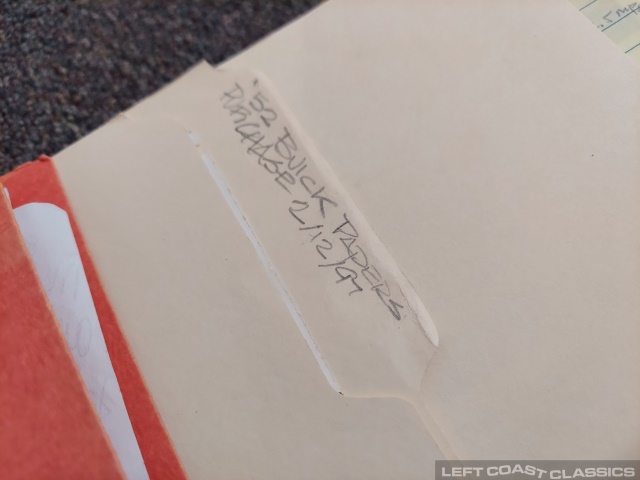 '52 BUICK PAPERS
PURCHASE 2/12/97
LEFT COAST CLASSICS